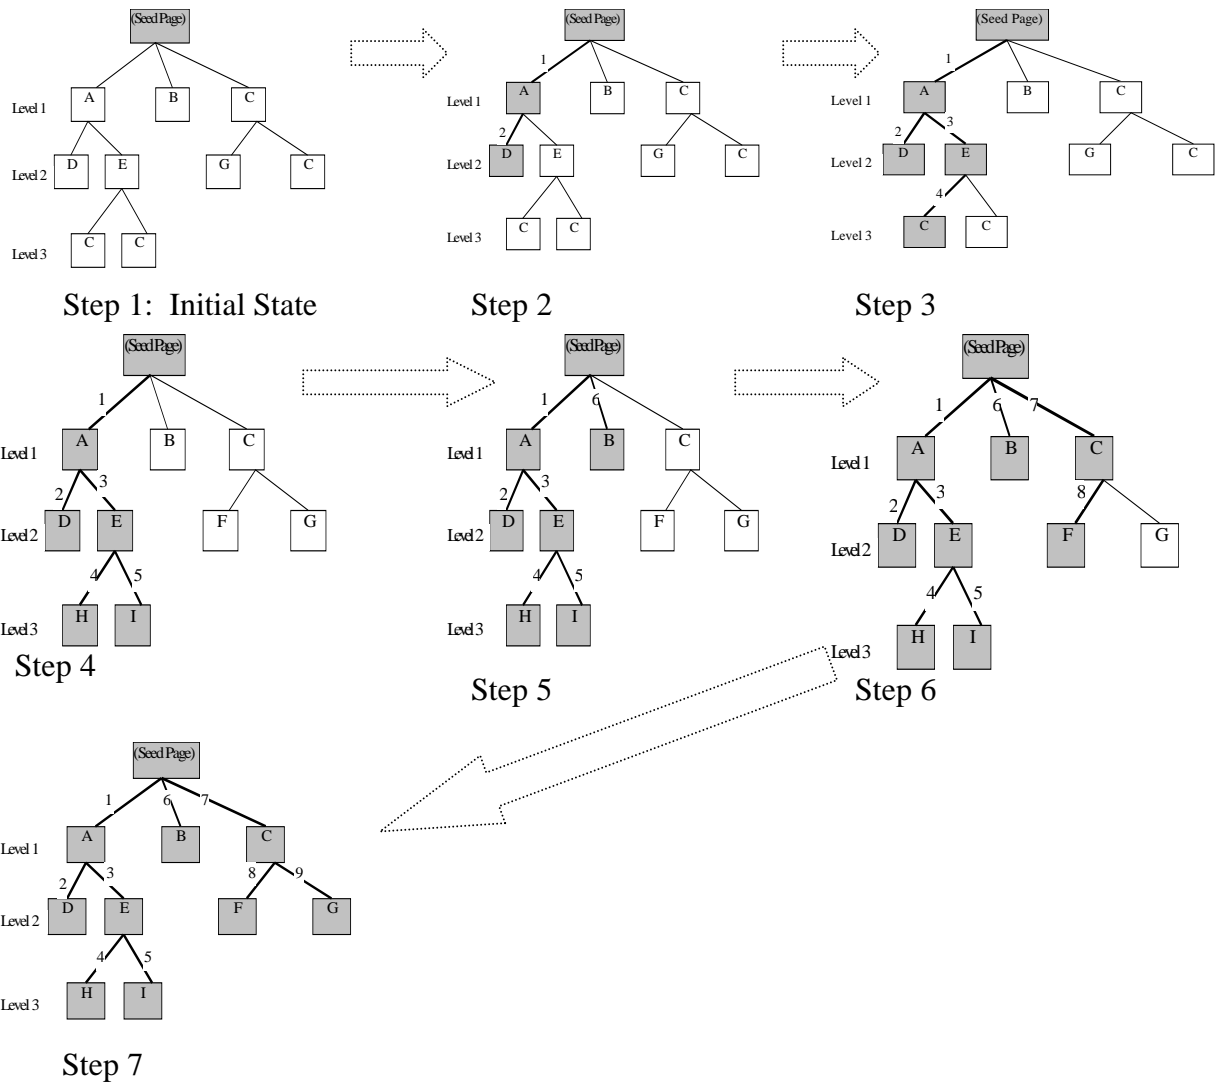 (Seed Page)
(Seed Page)
(Seed Page)
1
1
Level 1
A
B
C
Level 1
A
B
C
Level 1
A
B
C
2
2
3
Level 2
D
E
G
C
Level 2
D
E
G
C
Level 2
D
E
G
C
4
Level 3
C
C
Level 3
C
C
Level 3
C
C
Step 1: Initial State
Step 2
Step 3
(Seed Page)
(Seed Page)
(Seed Page)
1
1
6
1
6
7
Level 1
A
B
C
Level 1
A
B
C
Level 1
A
B
C
2
3
2
3
2
3
8
Level 2
D
E
F
G
Level 2
D
E
F
G
Level 2
D
E
F
G
4
5
4
5
4
5
Level 3
H
I
Level 3
H
I
Level 3
H
I
Step 4
Step 5
Step 6
(Seed Page)
1
6
7
Level 1
A
B
C
2
3
8
9
Level 2
D
E
F
G
4
5
Level 3
H
I
Step 7